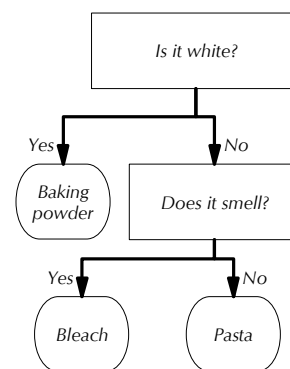 Is it white?
Yes
No
Baking
powder
Does it smell?
Yes
No
Bleach
Pasta